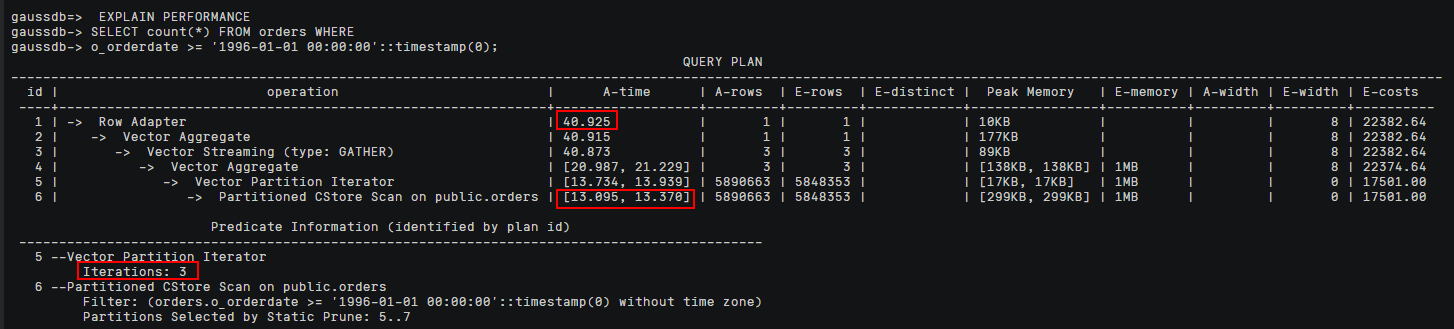 gaussdb=>  EXPLAIN PERFORMANCE
gaussdb-> SELECT count(*) FROM orders WHERE
gaussdb-> o_orderdate >= '1996-01-01 00:00:00'::timestamp(0);
QUERY PLAN
id | operation | A-time | A-rows | E-rows | E-distinct | Peak Memory | E-memory | A-width | E-width | E-costs
1 | -> Row Adapter | 40.925 | 1 | 1 | | 10KB | | | 8 | 22382.64
2 | -> Vector Aggregate | 40.915 | 1 | 1 | | 177KB | | | 8 | 22382.64
3 | -> Vector Streaming (type: GATHER) | 40.873 | 3 | 3 | | 89KB | | | 8 | 22382.64
4 | -> Vector Aggregate | [20.987, 21.229] | 3 | 3 | | [138KB, 138KB] | 1MB | | 8 | 22374.64
5 | -> Vector Partition Iterator | [13.734, 13.939] | 5890663 | 5848353 | | [17KB, 17KB] | 1MB | | 0 | 17501.00
6 | -> Partitioned CStore Scan on public.orders | [13.095, 13.370] | 5890663 | 5848353 | | [299KB, 299KB] | 1MB | | 0 | 17501.00
Predicate Information (identified by plan id)
5 --Vector Partition Iterator
Iterations: 3
6 --Partitioned CStore Scan on public.orders
Filter: (orders.o_orderdate >= '1996-01-01 00:00:00'::timestamp(0) without time zone)
Partitions Selected by Static Prune: 5..7